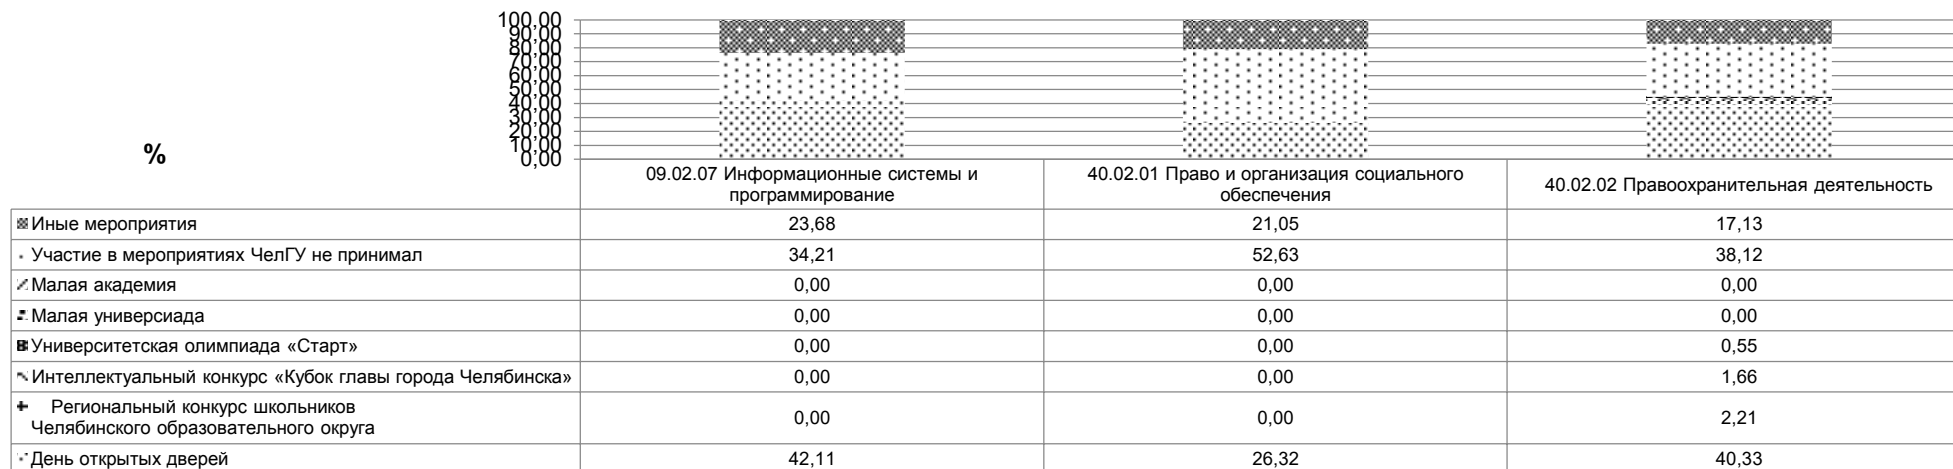 100,00
90,00
80,00
70,00
60,00
50,00
40,00
30,00
20,00
10,00
0,00
%
09.02.07 Информационные системы и
программирование
40.02.01 Право и организация социального
обеспечения
40.02.02 Правоохранительная деятельность
Иные мероприятия 23,68 21,05 17,13
Участие в мероприятиях ЧелГУ не принимал 34,21 52,63 38,12
Малая академия 0,00 0,00 0,00
Малая универсиада 0,00 0,00 0,00
Университетская олимпиада «Старт» 0,00 0,00 0,55
Интеллектуальный конкурс «Кубок главы города Челябинска» 0,00 0,00 1,66
Региональный конкурс школьников
Челябинского образовательного округа 0,00 0,00 2,21
День открытых дверей 42,11 26,32 40,33